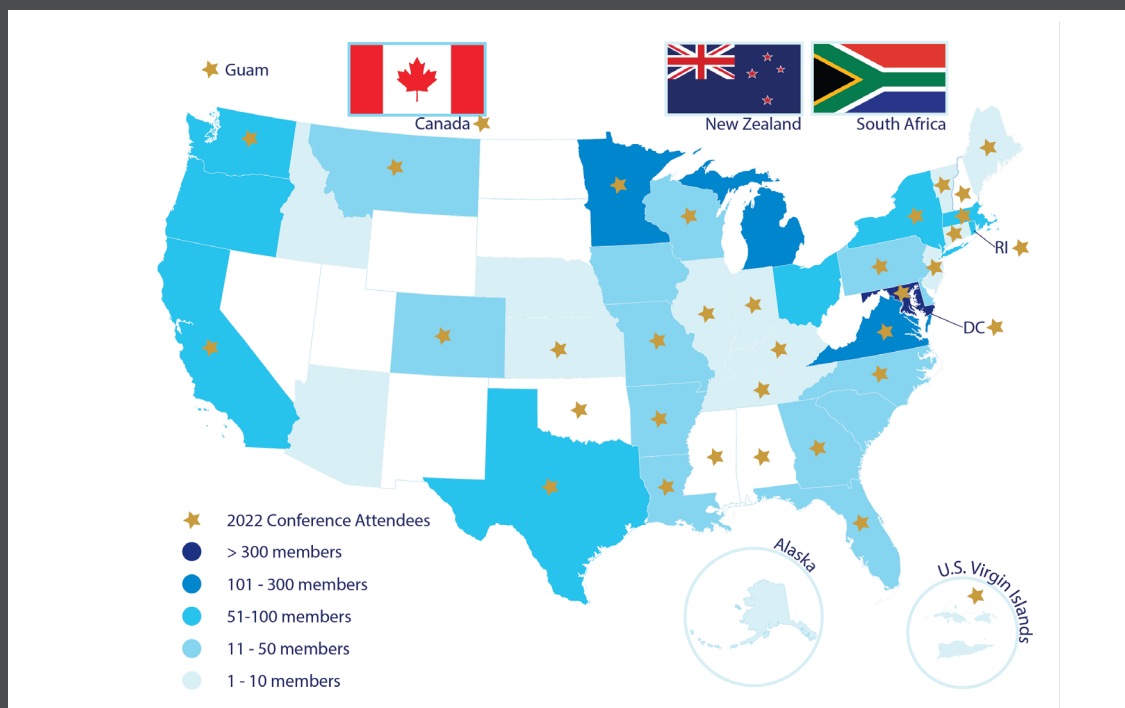 Guam
Canada
New Zealand
South Africa
RI
DC
2022 Conference Attendees
> 300 members
101 - 300 members
51-100 members
11 - 50 members
1 - 10 members
Alaska
U.S. Virgin Islands